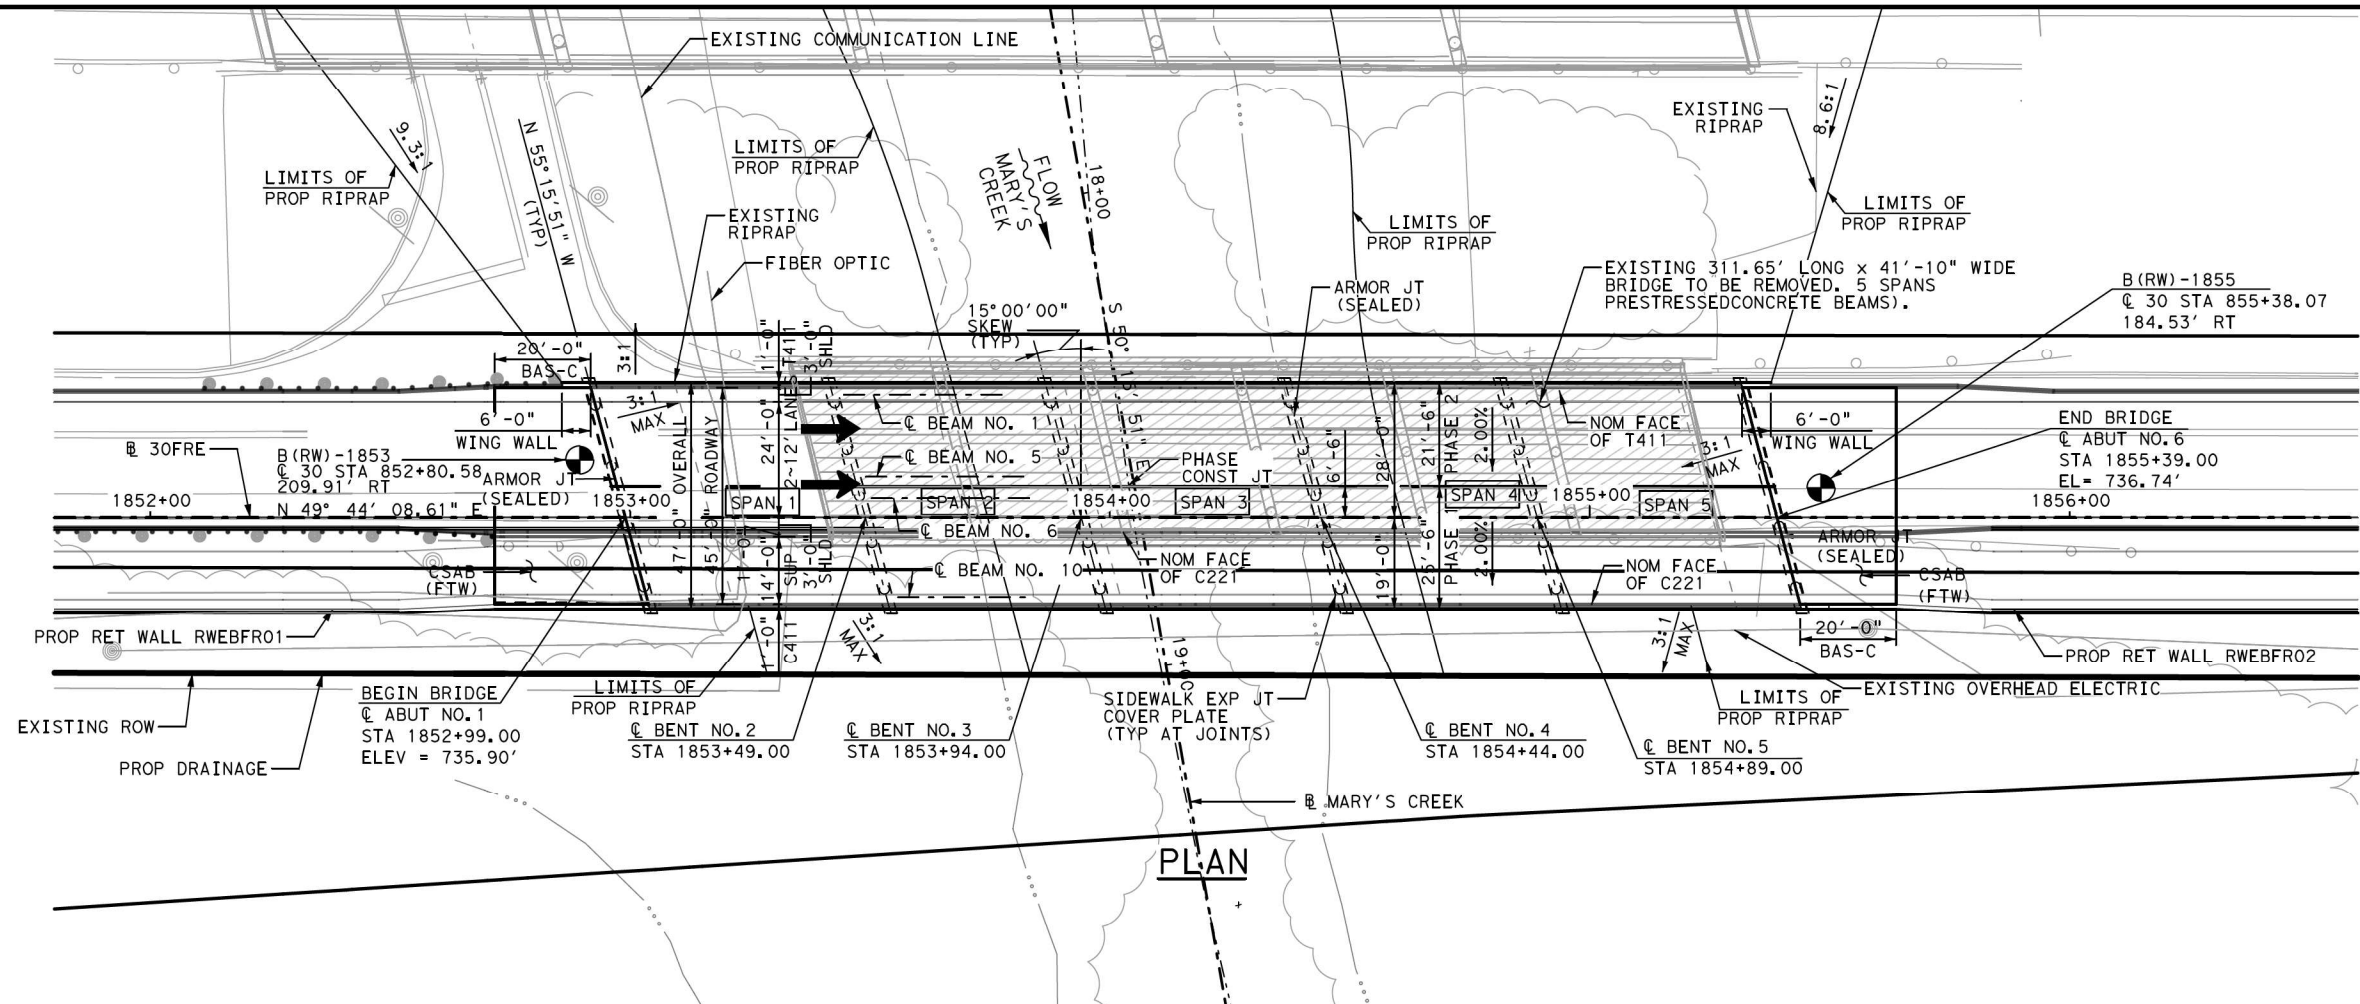 EXISTING COMMUNICATION LINE
9.3:1
N 55° 15' 51" W
(TYP)
LIMITS OF
PROP RIPRAP
LIMITS OF
PROP RIPRAP
FLOW
MARY'S
CREEK
18+00
EXISTING
RIPRAP
8.6:1
LIMITS OF
PROP RIPRAP
LIMITS OF
PROP RIPRAP
EXISTING
RIPRAP
FIBER OPTIC
15°00'00"
SKEW
(TYP)
S 50° 15' 51" E
ARMOR JT
(SEALED)
EXISTING 311.65' LONG x 41'-10" WIDE
BRIDGE TO BE REMOVED. 5 SPANS
PRESTRESSEDCONCRETE BEAMS).
B(RW)-1855
℄ 30 STA 855+38.07
184.53' RT
20'-0"
BAS-C
3:1
1'-0"
T411
3'-0"
SHLD
6'-0"
WING WALL
3:1
MAX
47'-0" OVERALL
45'-0" ROADWAY
24'-0"
2~12' LANES
℄ BEAM NO. 1
℄ BEAM NO. 5
PHASE
CONST JT
6'-6"
28'-0"
21'-6"
PHASE 2
2.00%
NOM FACE
OF T411
3:1
MAX
6'-0"
WING WALL
END BRIDGE
℄ ABUT NO.6
STA 1855+39.00
EL= 736.74'
BL 30FRE
B(RW)-1853
℄ 30 STA 852+80.58
209.91' RT
ARMOR JT
(SEALED)
1852+00
N 49° 44' 08.61" E
1853+00
SPAN 1
SPAN 2
1854+00
SPAN 3
SPAN 4
1855+00
SPAN 5
1856+00
℄ BEAM NO. 6
℄ BEAM NO. 10
1'-0"
14'-0"
SUP
3'-0"
SHLD
NOM FACE
OF C221
19'-0"
25'-6"
PHASE 1
2.00%
NOM FACE
OF C221
ARMOR JT
(SEALED)
CSAB
(FTW)
CSAB
(FTW)
PROP RET WALL RWEBFR01
1'-0"
C411
3:1
MAX
19+00
3:1
MAX
20'-0"
BAS-C
PROP RET WALL RWEBFR02
EXISTING ROW
PROP DRAINAGE
BEGIN BRIDGE
℄ ABUT NO.1
STA 1852+99.00
ELEV = 735.90'
LIMITS OF
PROP RIPRAP
℄ BENT NO.2
STA 1853+49.00
℄ BENT NO.3
STA 1853+94.00
SIDEWALK EXP JT
COVER PLATE
(TYP AT JOINTS)
℄ BENT NO.4
STA 1854+44.00
℄ BENT NO.5
STA 1854+89.00
LIMITS OF
PROP RIPRAP
EXISTING OVERHEAD ELECTRIC
BL MARY'S CREEK
PLAN